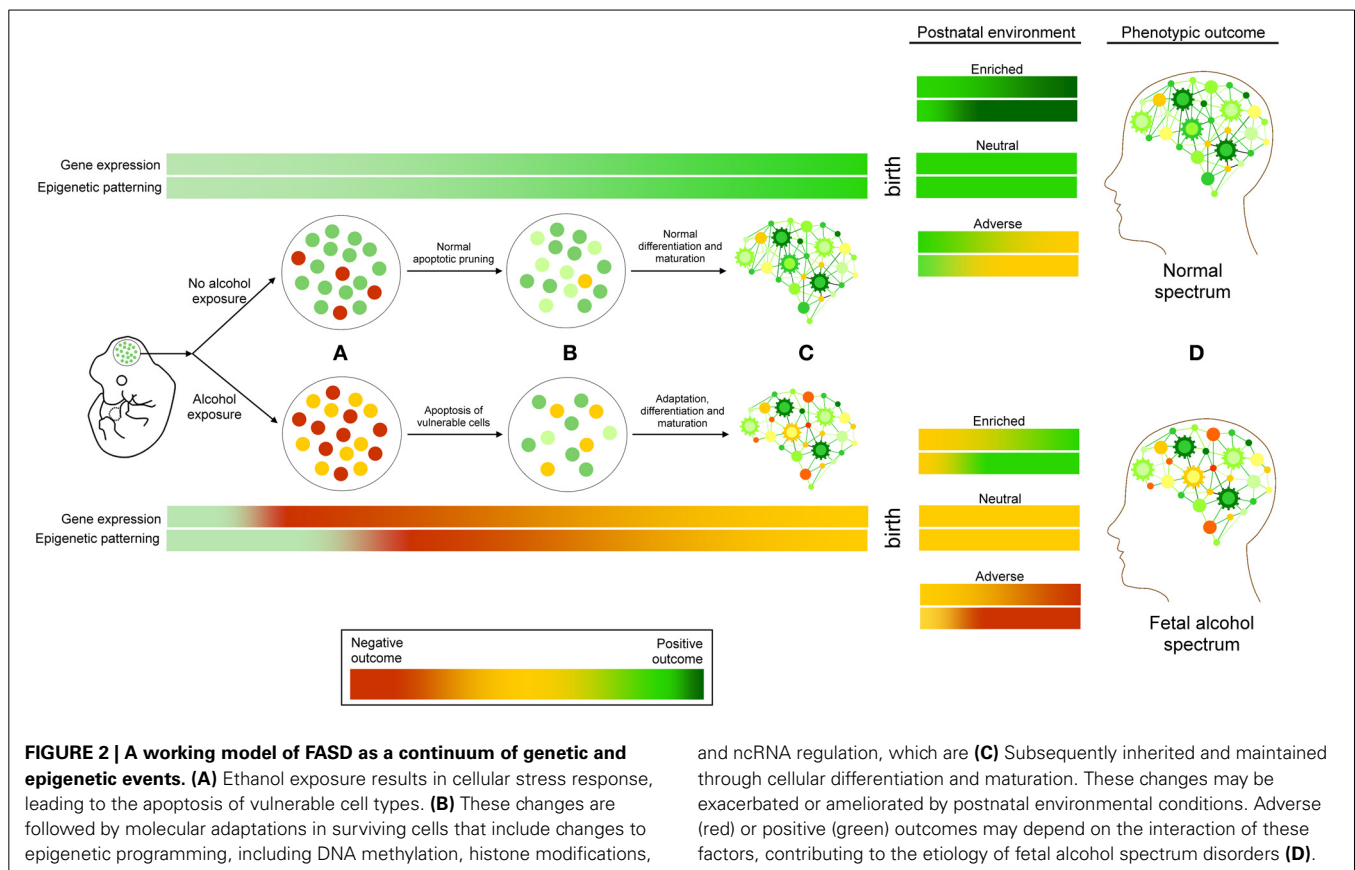 Postnatal environment
Phenotypic outcome
Enriched
Neutral
Adverse
Gene expression
Epigenetic patterning
birth
Normal
apoptotic pruning
Normal
differentiation and
maturation
No alcohol
exposure
Normal
spectrum
A
B
C
D
Alcohol
exposure
Apoptosis of
vulnerable cells
Adaptation,
differentiation and
maturation
Enriched
Neutral
Adverse
Gene expression
Epigenetic patterning
birth
Fetal alcohol
spectrum
Negative
outcome
Positive
outcome
FIGURE 2 | A working model of FASD as a continuum of genetic and
epigenetic events. (A) Ethanol exposure results in cellular stress response,
leading to the apoptosis of vulnerable cell types. (B) These changes are
followed by molecular adaptations in surviving cells that include changes to
epigenetic programming, including DNA methylation, histone modifications,
and ncRNA regulation, which are (C) Subsequently inherited and maintained
through cellular differentiation and maturation. These changes may be
exacerbated or ameliorated by postnatal environmental conditions. Adverse
(red) or positive (green) outcomes may depend on the interaction of these
factors, contributing to the etiology of fetal alcohol spectrum disorders (D).